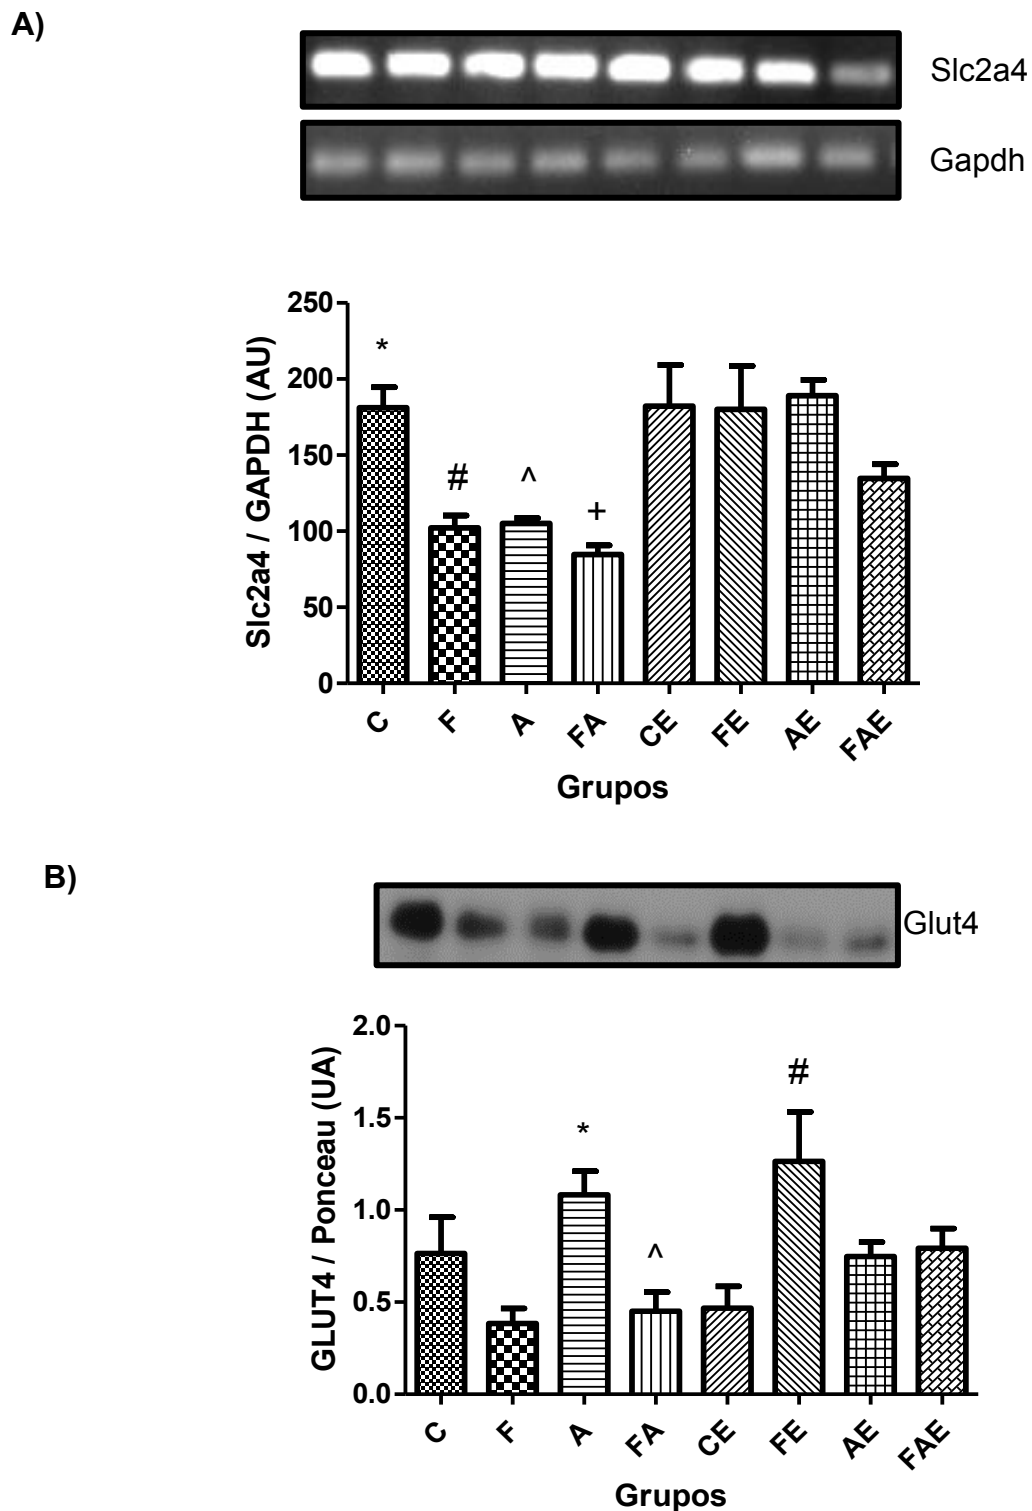 A)
Slc2a4
Gapdh
Slc2a4 / GAPDH (AU)
250
200
150
100
50
0
*
#
^
+
C
F
A
FA
CE
FE
AE
FAE
Grupos
B)
Glut4
GLUT4 / Ponceau (UA)
2.0
1.5
1.0
0.5
0.0
*
^
#
C
F
A
FA
CE
FE
AE
FAE
Grupos